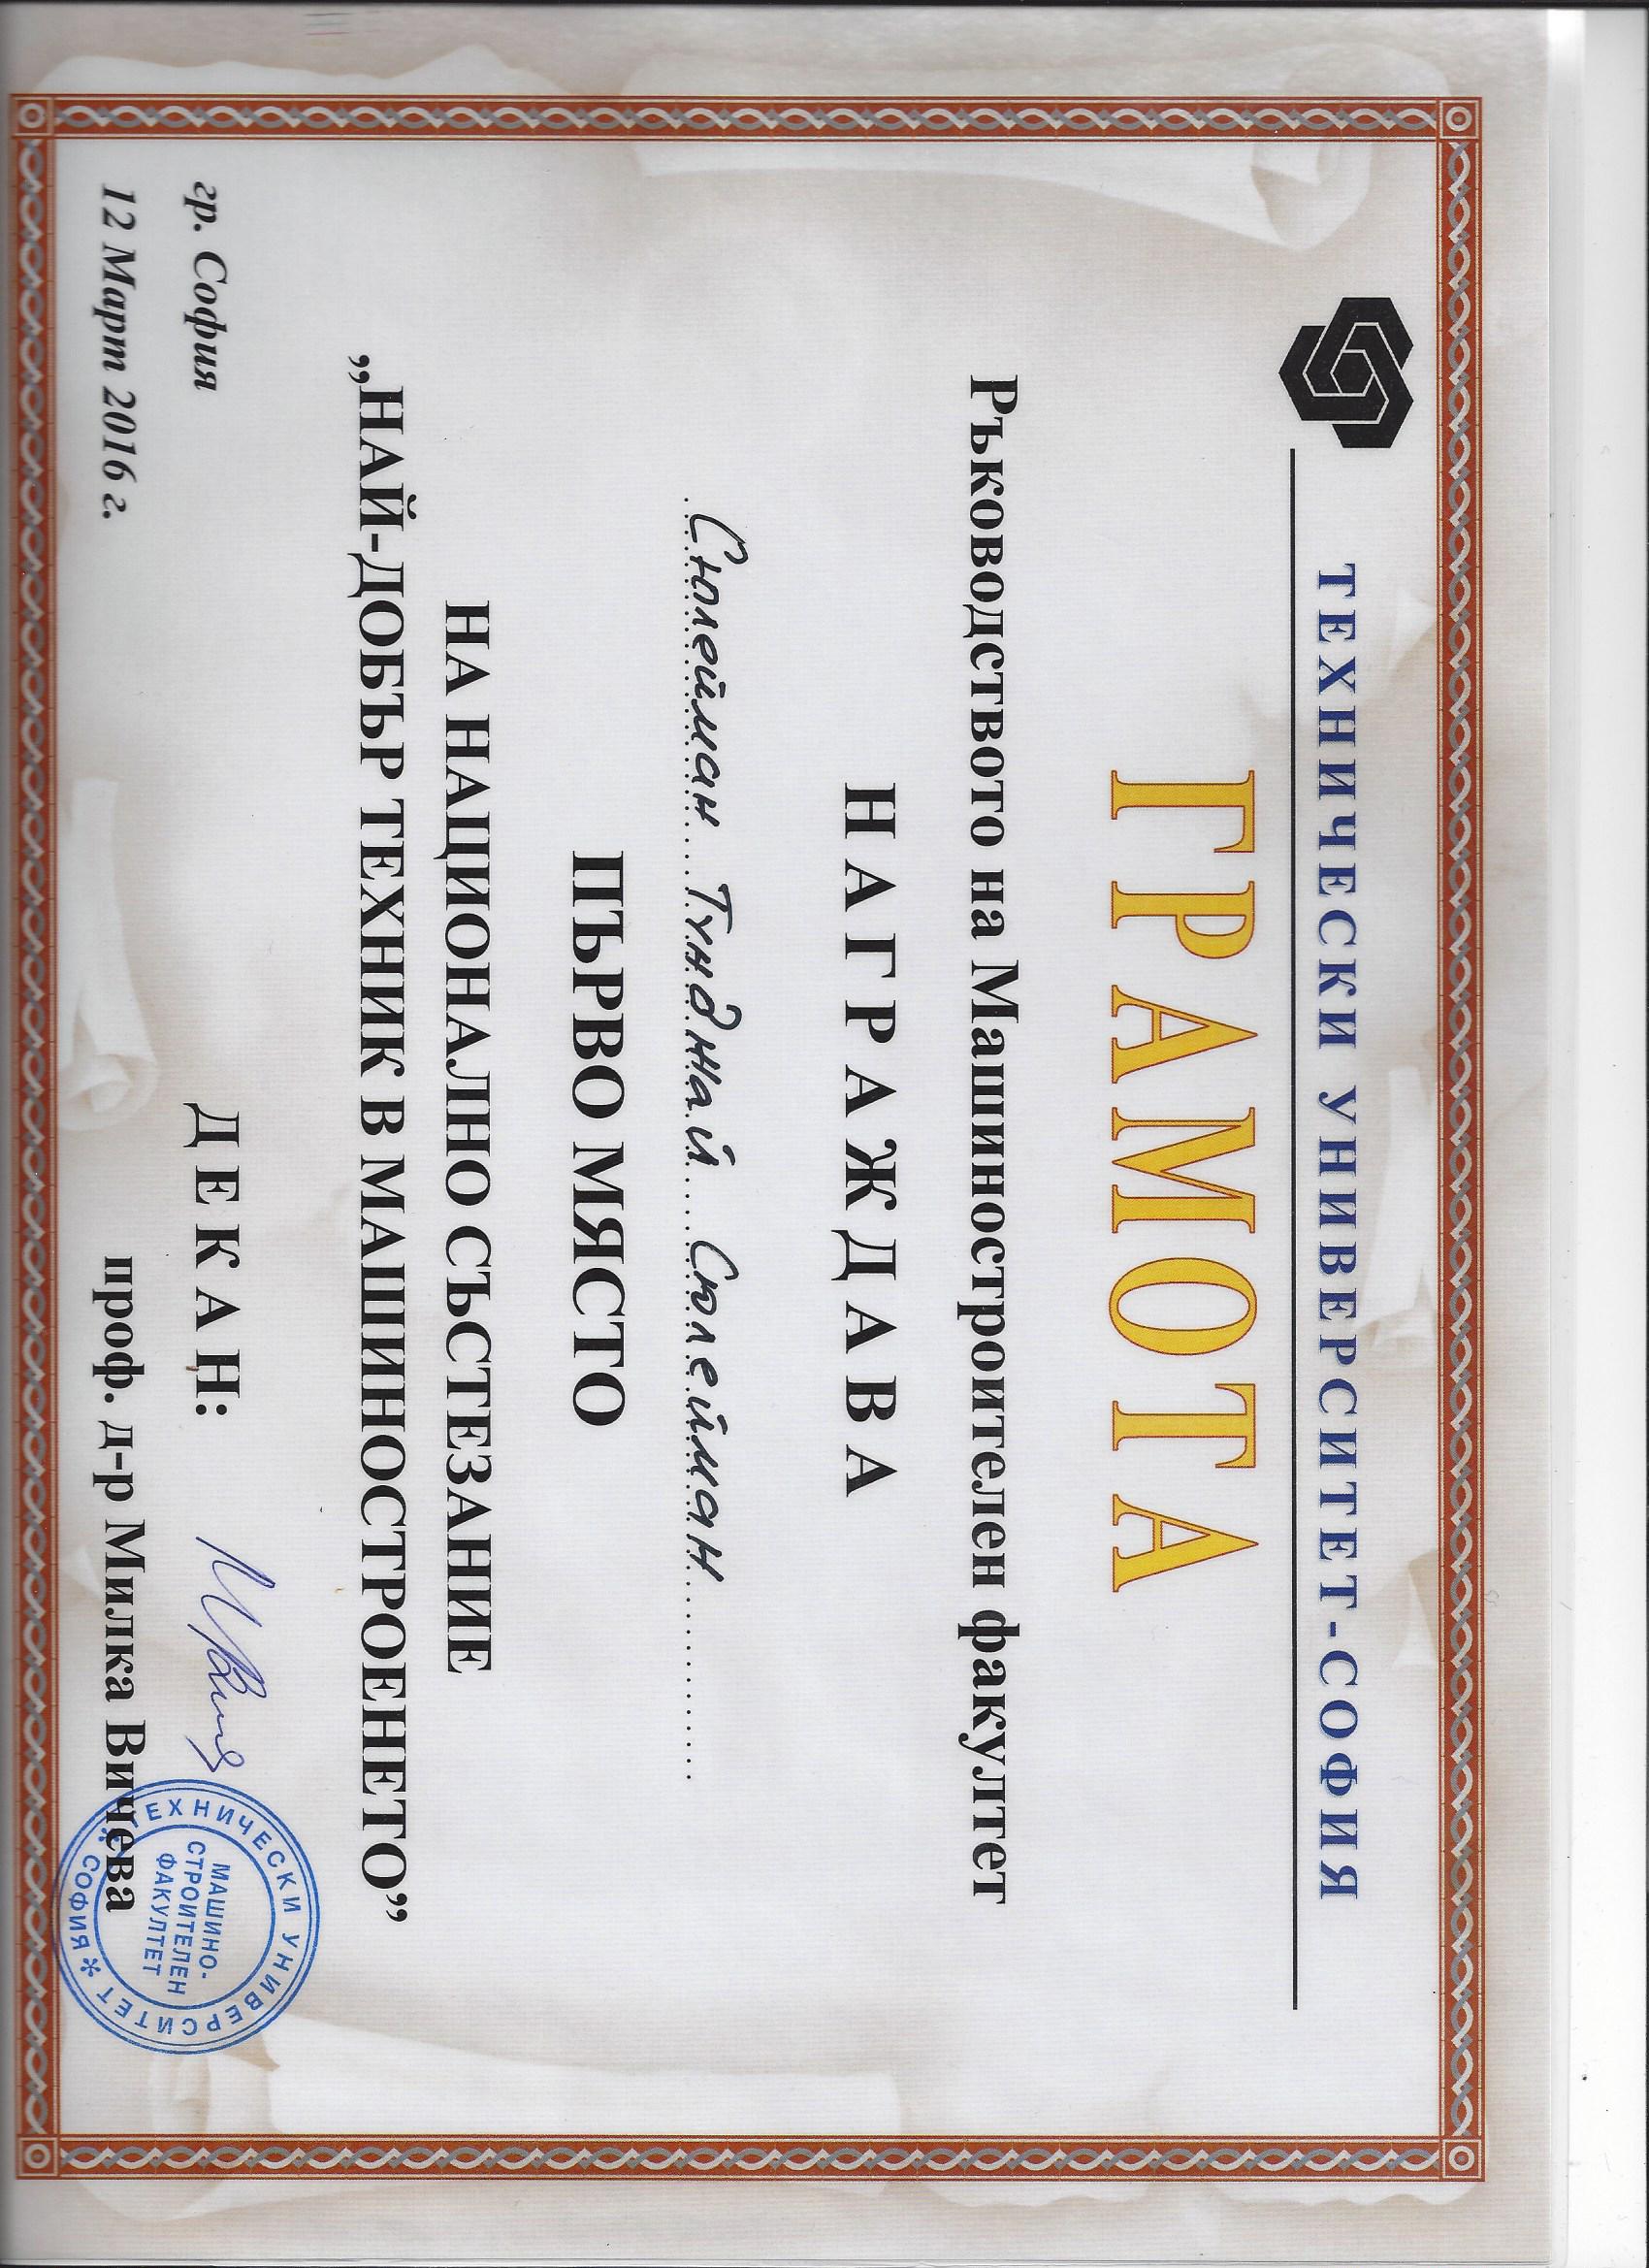 ТЕХНИЧЕСКИ УНИВЕРСИТЕТ-СОФИЯ
ГРАМОТА
Ръководството на Машиностроителен факултет
НАГРАЖДАВА
Сюлейман Тунджай Сюлейман
ПЪРВО МЯСТО
НА НАЦИОНАЛНО СЪСТЕЗАНИЕ
„НАЙ-ДОБЪР ТЕХНИК В МАШИНОСТРОЕНЕТО”
гр. София
12 Март 2016 г.
ДЕКАН:
проф. д-р Милка Вичева
ТЕХНИЧЕСКИ УНИВЕРСИТЕТ * СОФИЯ *
МАШИНО-
СТРОИТЕЛЕН
ФАКУЛТЕТ